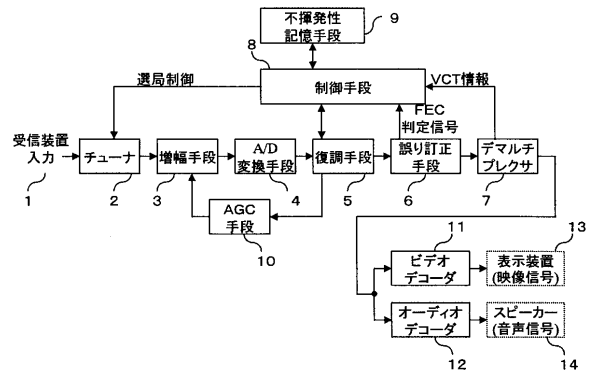 不揮発性
記憶手段
9
8
選局制御
制御手段
VCT情報
FEC
判定信号
受信装置
入力
チューナ
増幅手段
A/D
変換手段
復調手段
誤り訂正
手段
デマルチ
プレクサ
1
2
3
4
5
6
7
AGC
手段
10
11
13
ビデオ
デコーダ
表示装置
(映像信号)
オーディオ
デコーダ
スピーカー
(音声信号)
12
14